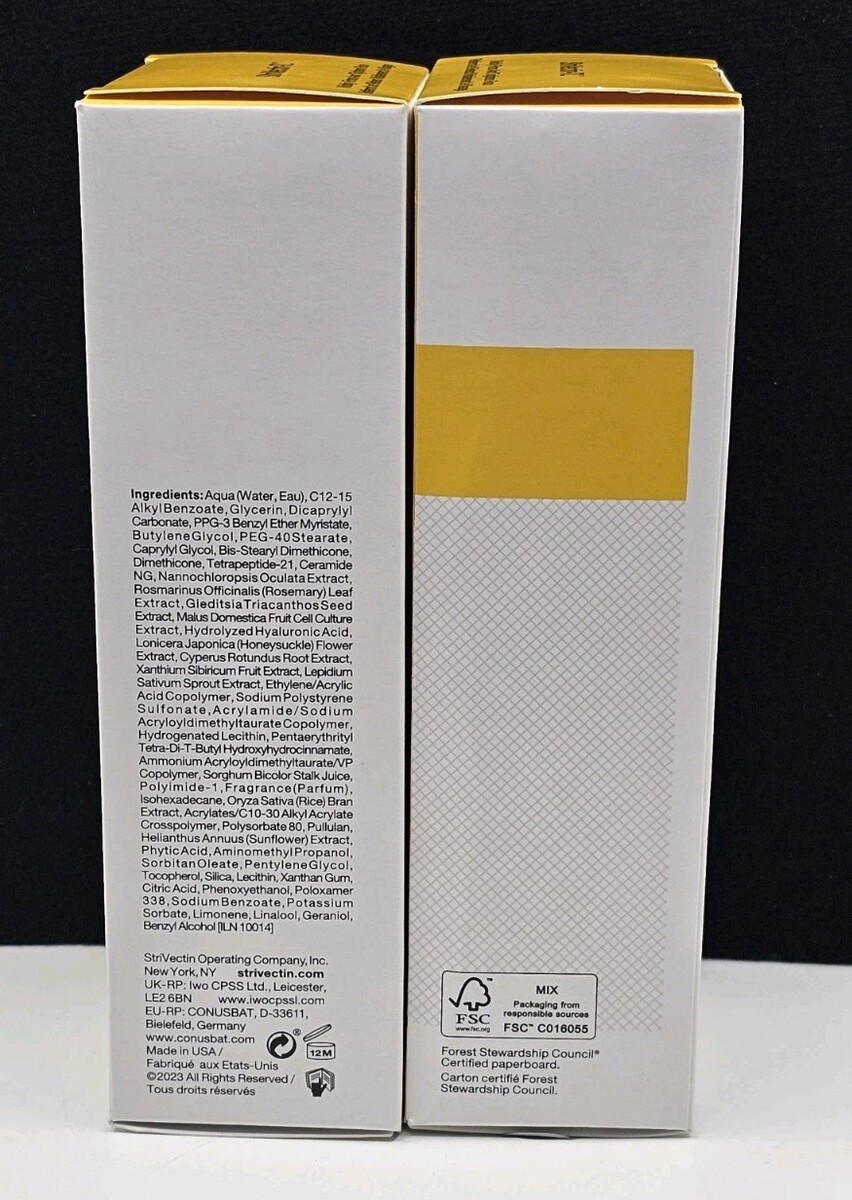 Ingredients: Aqua (Water, Eau), C12-15
Alkyl Benzoate, Glycerin, Dicaprylyl
Carbonate, PPG-3 Benzyl Ether Myristate,
Butylene Glycol, PEG-40 Stearate,
Caprylyl Glycol, Bis-Stearyl Dimethicone,
Dimethicone, Tetrapeptide-21, Ceramide
NG, Nannochloropsis Oculata Extract,
Rosmarinus Officinalis (Rosemary) Leaf
Extract, Gleditsia Triacanthos Seed
Extract, Malus Domestica Fruit Cell Culture
Extract, Hydrolyzed Hyaluronic Acid,
Lonicera Japonica (Honeysuckle) Flower
Extract, Cyperus Rotundus Root Extract,
Xanthium Sibiricum Fruit Extract, Lepidium
Sativum Sprout Extract, Ethylene/Acrylic
Acid Copolymer, Sodium Polystyrene
Sulfonate, Acrylamide/Sodium
Acryloyldimethyltaurate Copolymer,
Hydrogenated Lecithin, Pentaerythrityl
Tetra-Di-T-Butyl Hydroxyhydrocinnamate,
Ammonium Acryloyldimethyltaurate/VP
Copolymer, Sorghum Bicolor Stalk Juice,
Polyimide-1, Fragrance (Parfum),
Isohexadecane, Oryza Sativa (Rice) Bran
Extract, Acrylates/C10-30 Alkyl Acrylate
Crosspolymer, Polysorbate 80, Pullulan,
Helianthus Annuus (Sunflower) Extract,
Phytic Acid, Aminomethyl Propanol,
Sorbitan Oleate, Pentylene Glycol,
Tocopherol, Silica, Lecithin, Xanthan Gum,
Citric Acid, Phenoxyethanol, Poloxamer
338, Sodium Benzoate, Potassium
Sorbate, Limonene, Linalool, Geraniol,
Benzyl Alcohol [ILN 10014]
StriVectin Operating Company, Inc.
New York, NY strivectin.com
UK-RP: Iwo CPSS Ltd., Leicester,
LE2 6BN www.iwocpssl.com
EU-RP: CONUSBAT, D-33611,
Bielefeld, Germany
www.conusbat.com
Made in USA /
Fabriqué aux Etats-Unis
©2023 All Rights Reserved /
Tous droits réservés
12M
FSC
www.fsc.org
MIX
Packaging from
responsible sources
FSC™ C016055
Forest Stewardship Council®
Certified paperboard.
Carton certifié Forest
Stewardship Council.